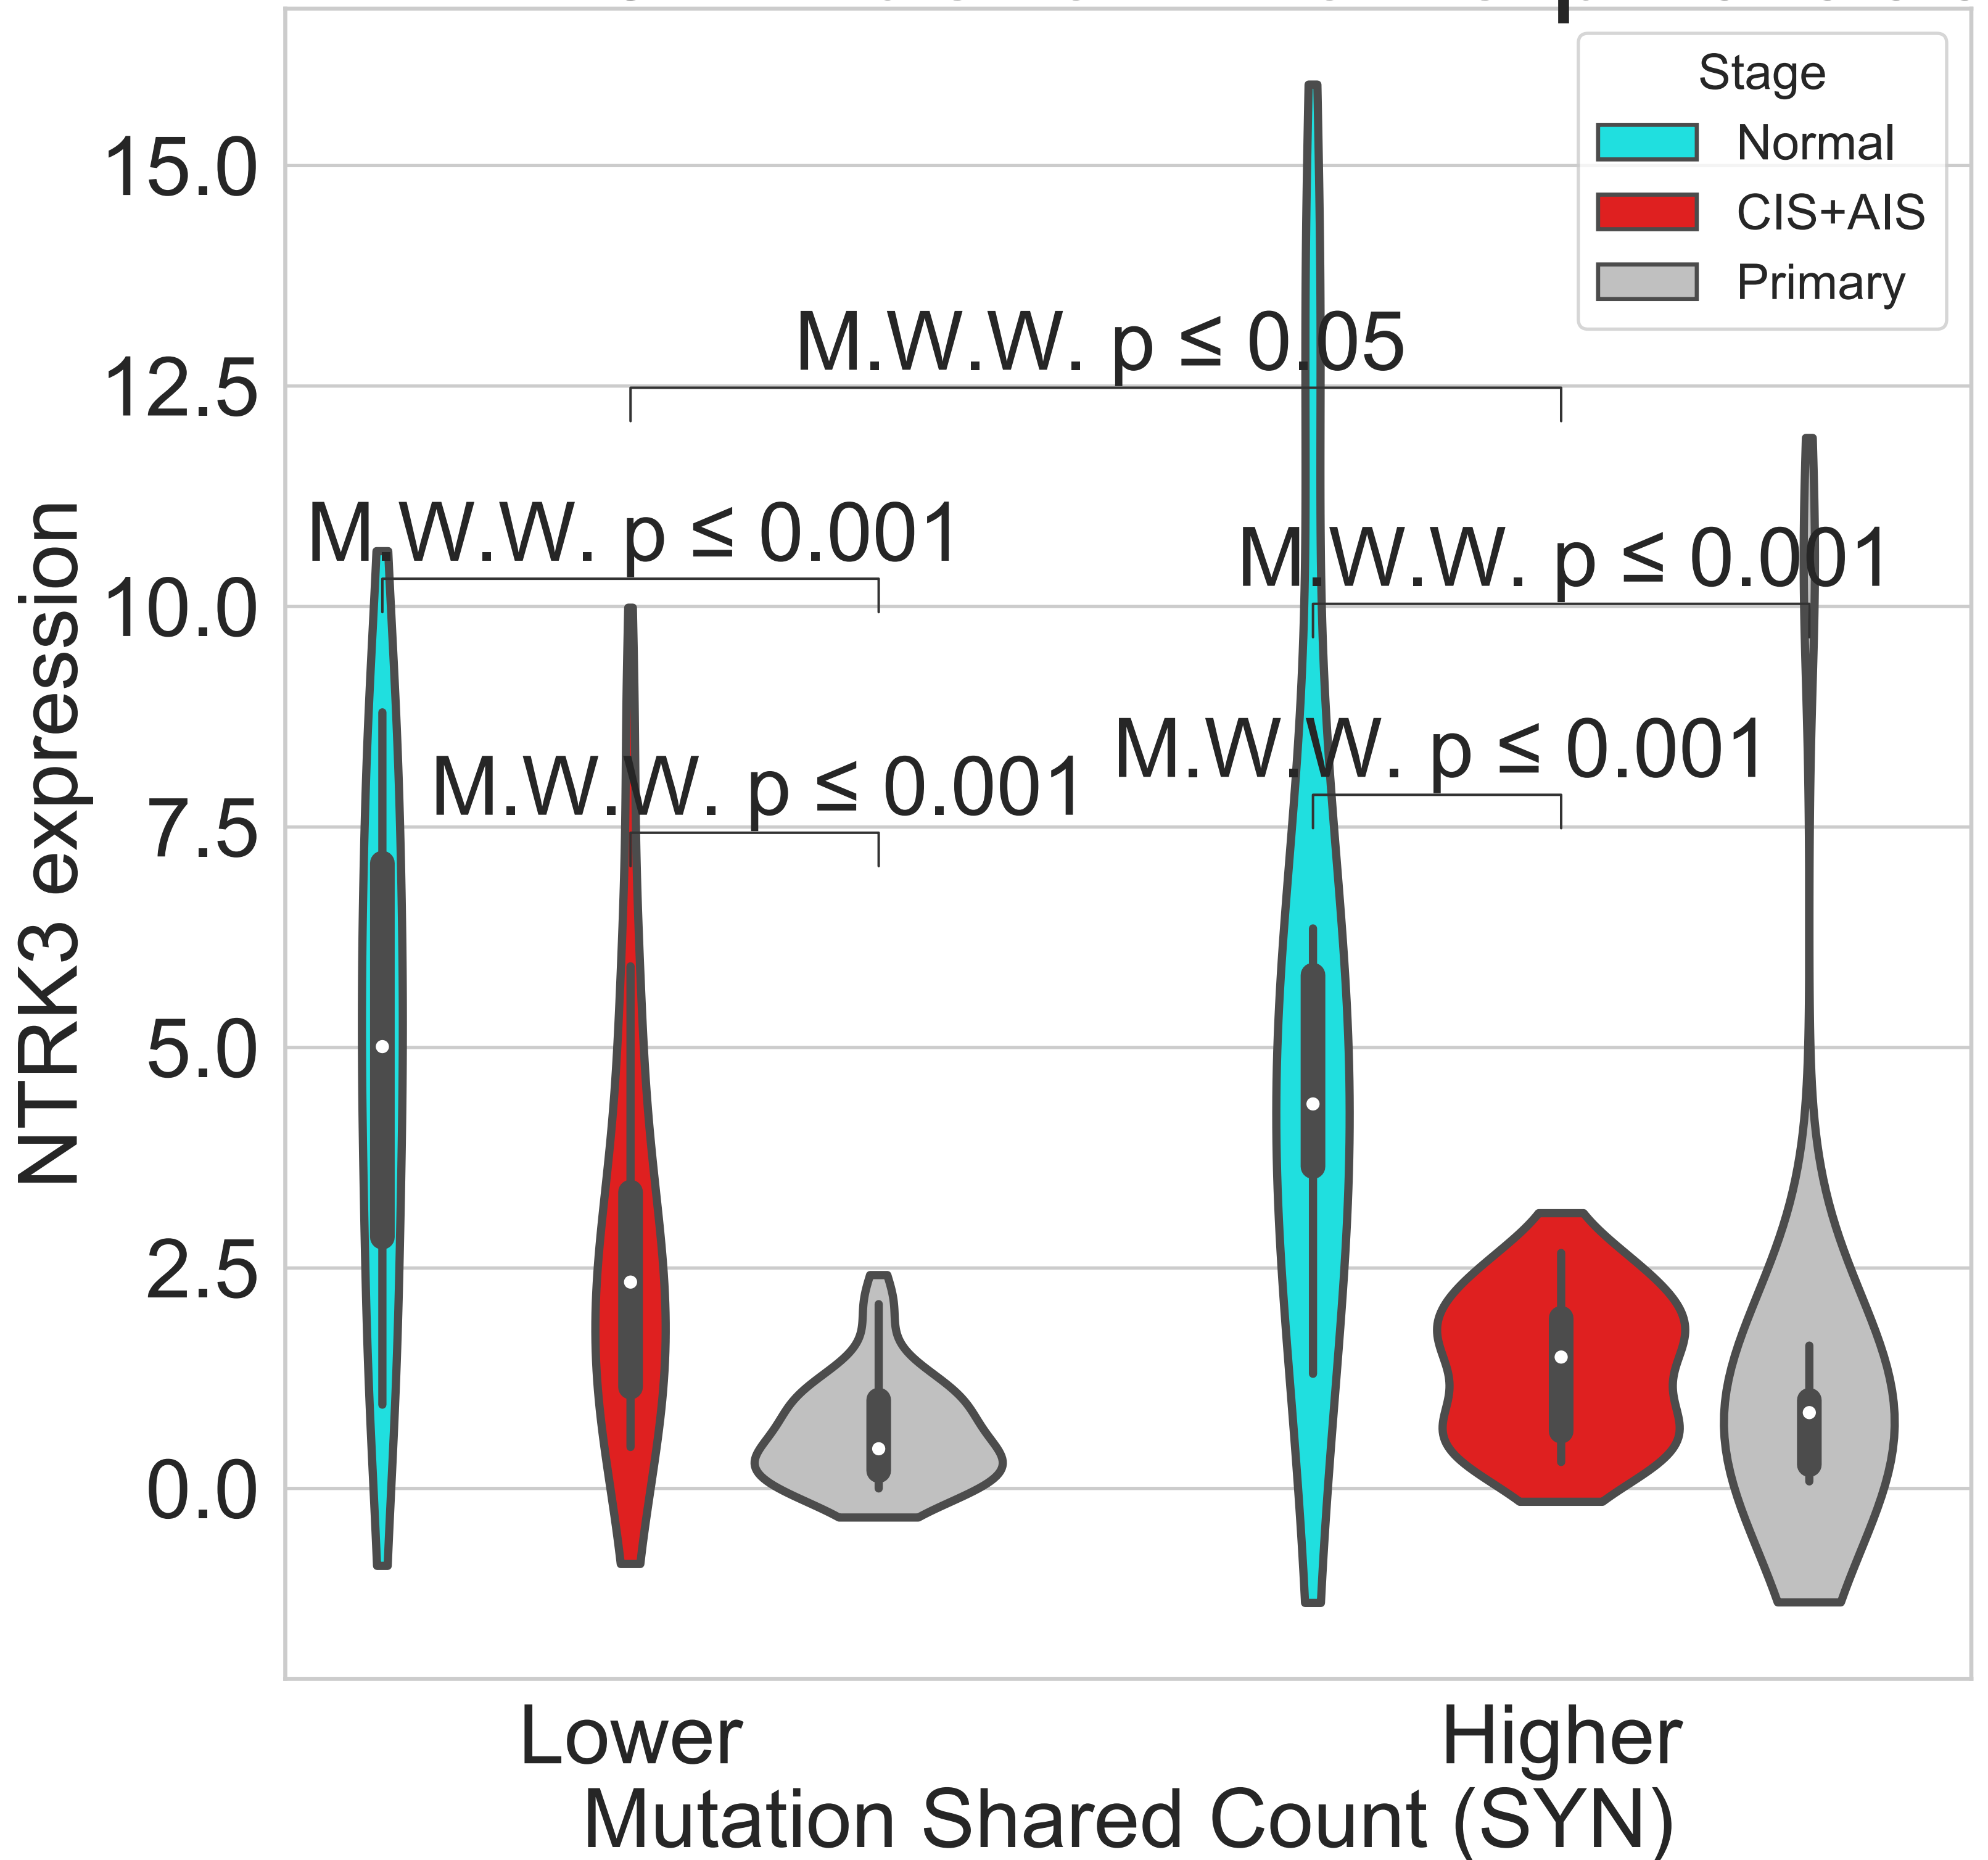 Stage
Normal
CIS+AIS
Primary
15.0
12.5
10.0
7.5
5.0
2.5
0.0
NTRK3 expression
M.W.W. p ≤ 0.05
M.W.W. p ≤ 0.001
M.W.W. p ≤ 0.001
M.W.W. p ≤ 0.001
M.W.W. p ≤ 0.001
Lower
Higher
Mutation Shared Count (SYN)